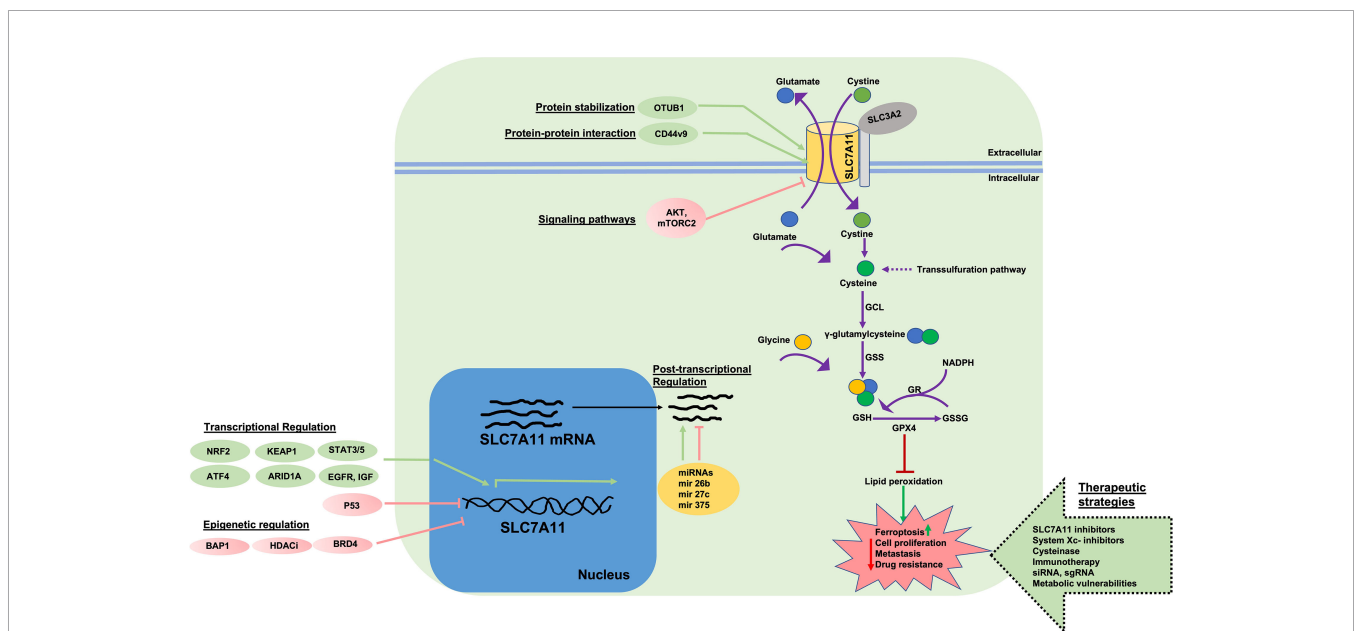 Glutamate
Cystine
Protein stabilization
OTUB1
Protein-protein interaction
CD44v9
SLC3A2
SLC7A11
Extracellular
Intracellular
Signaling pathways
AKT,
mTORC2
Glutamate
Cystine
Transsulfuration pathway
Cysteine
GCL
γ-glutamylcysteine
Glycine
GSS
NADPH
GR
GSH
GSSG
GPX4
Lipid peroxidation
Post-transcriptional
Regulation
SLC7A11 mRNA
Transcriptional Regulation
NRF2
KEAP1
STAT3/5
ATF4
ARID1A
EGFR, IGF
P53
Epigenetic regulation
BAP1
HDACi
BRD4
SLC7A11
Nucleus
miRNAs
mir 26b
mir 27c
mir 375
Ferroptosis
Cell proliferation
Metastasis
Drug resistance
Therapeutic
strategies
SLC7A11 inhibitors
System Xc- inhibitors
Cysteinase
Immunotherapy
siRNA, sgRNA
Metabolic vulnerabilities